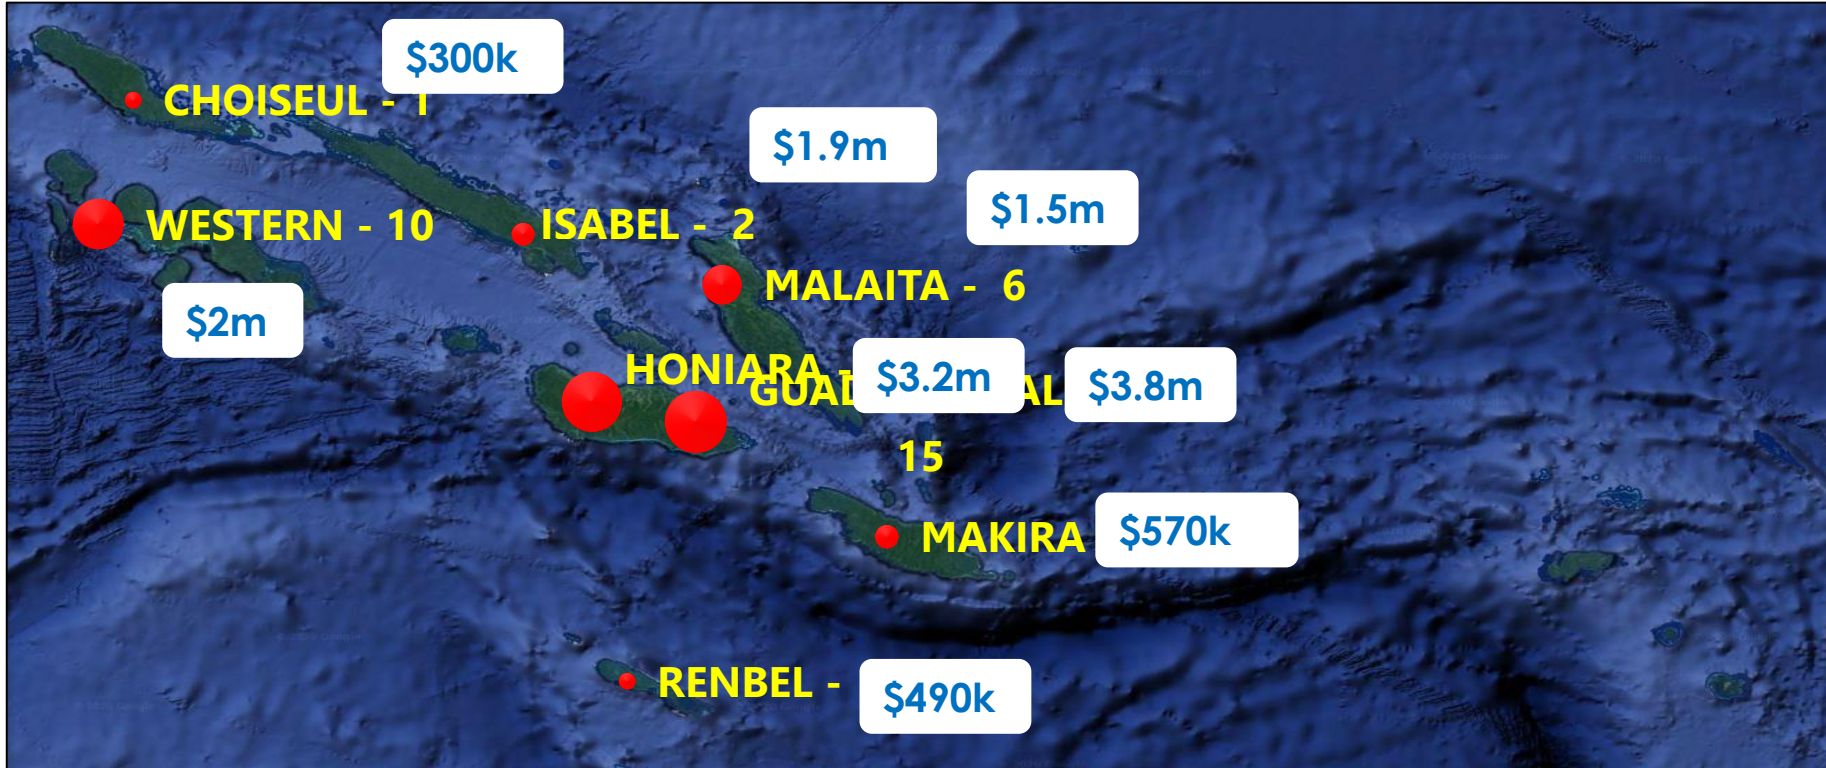 $300k
CHOISEUL - 1
$1.9m
$1.5m
WESTERN - 10
ISABEL - 2
MALAITA - 6
$2m
HONIARA -
$3.2m
$3.8m
15
MAKIRA
$570k
RENBEL -
$490k